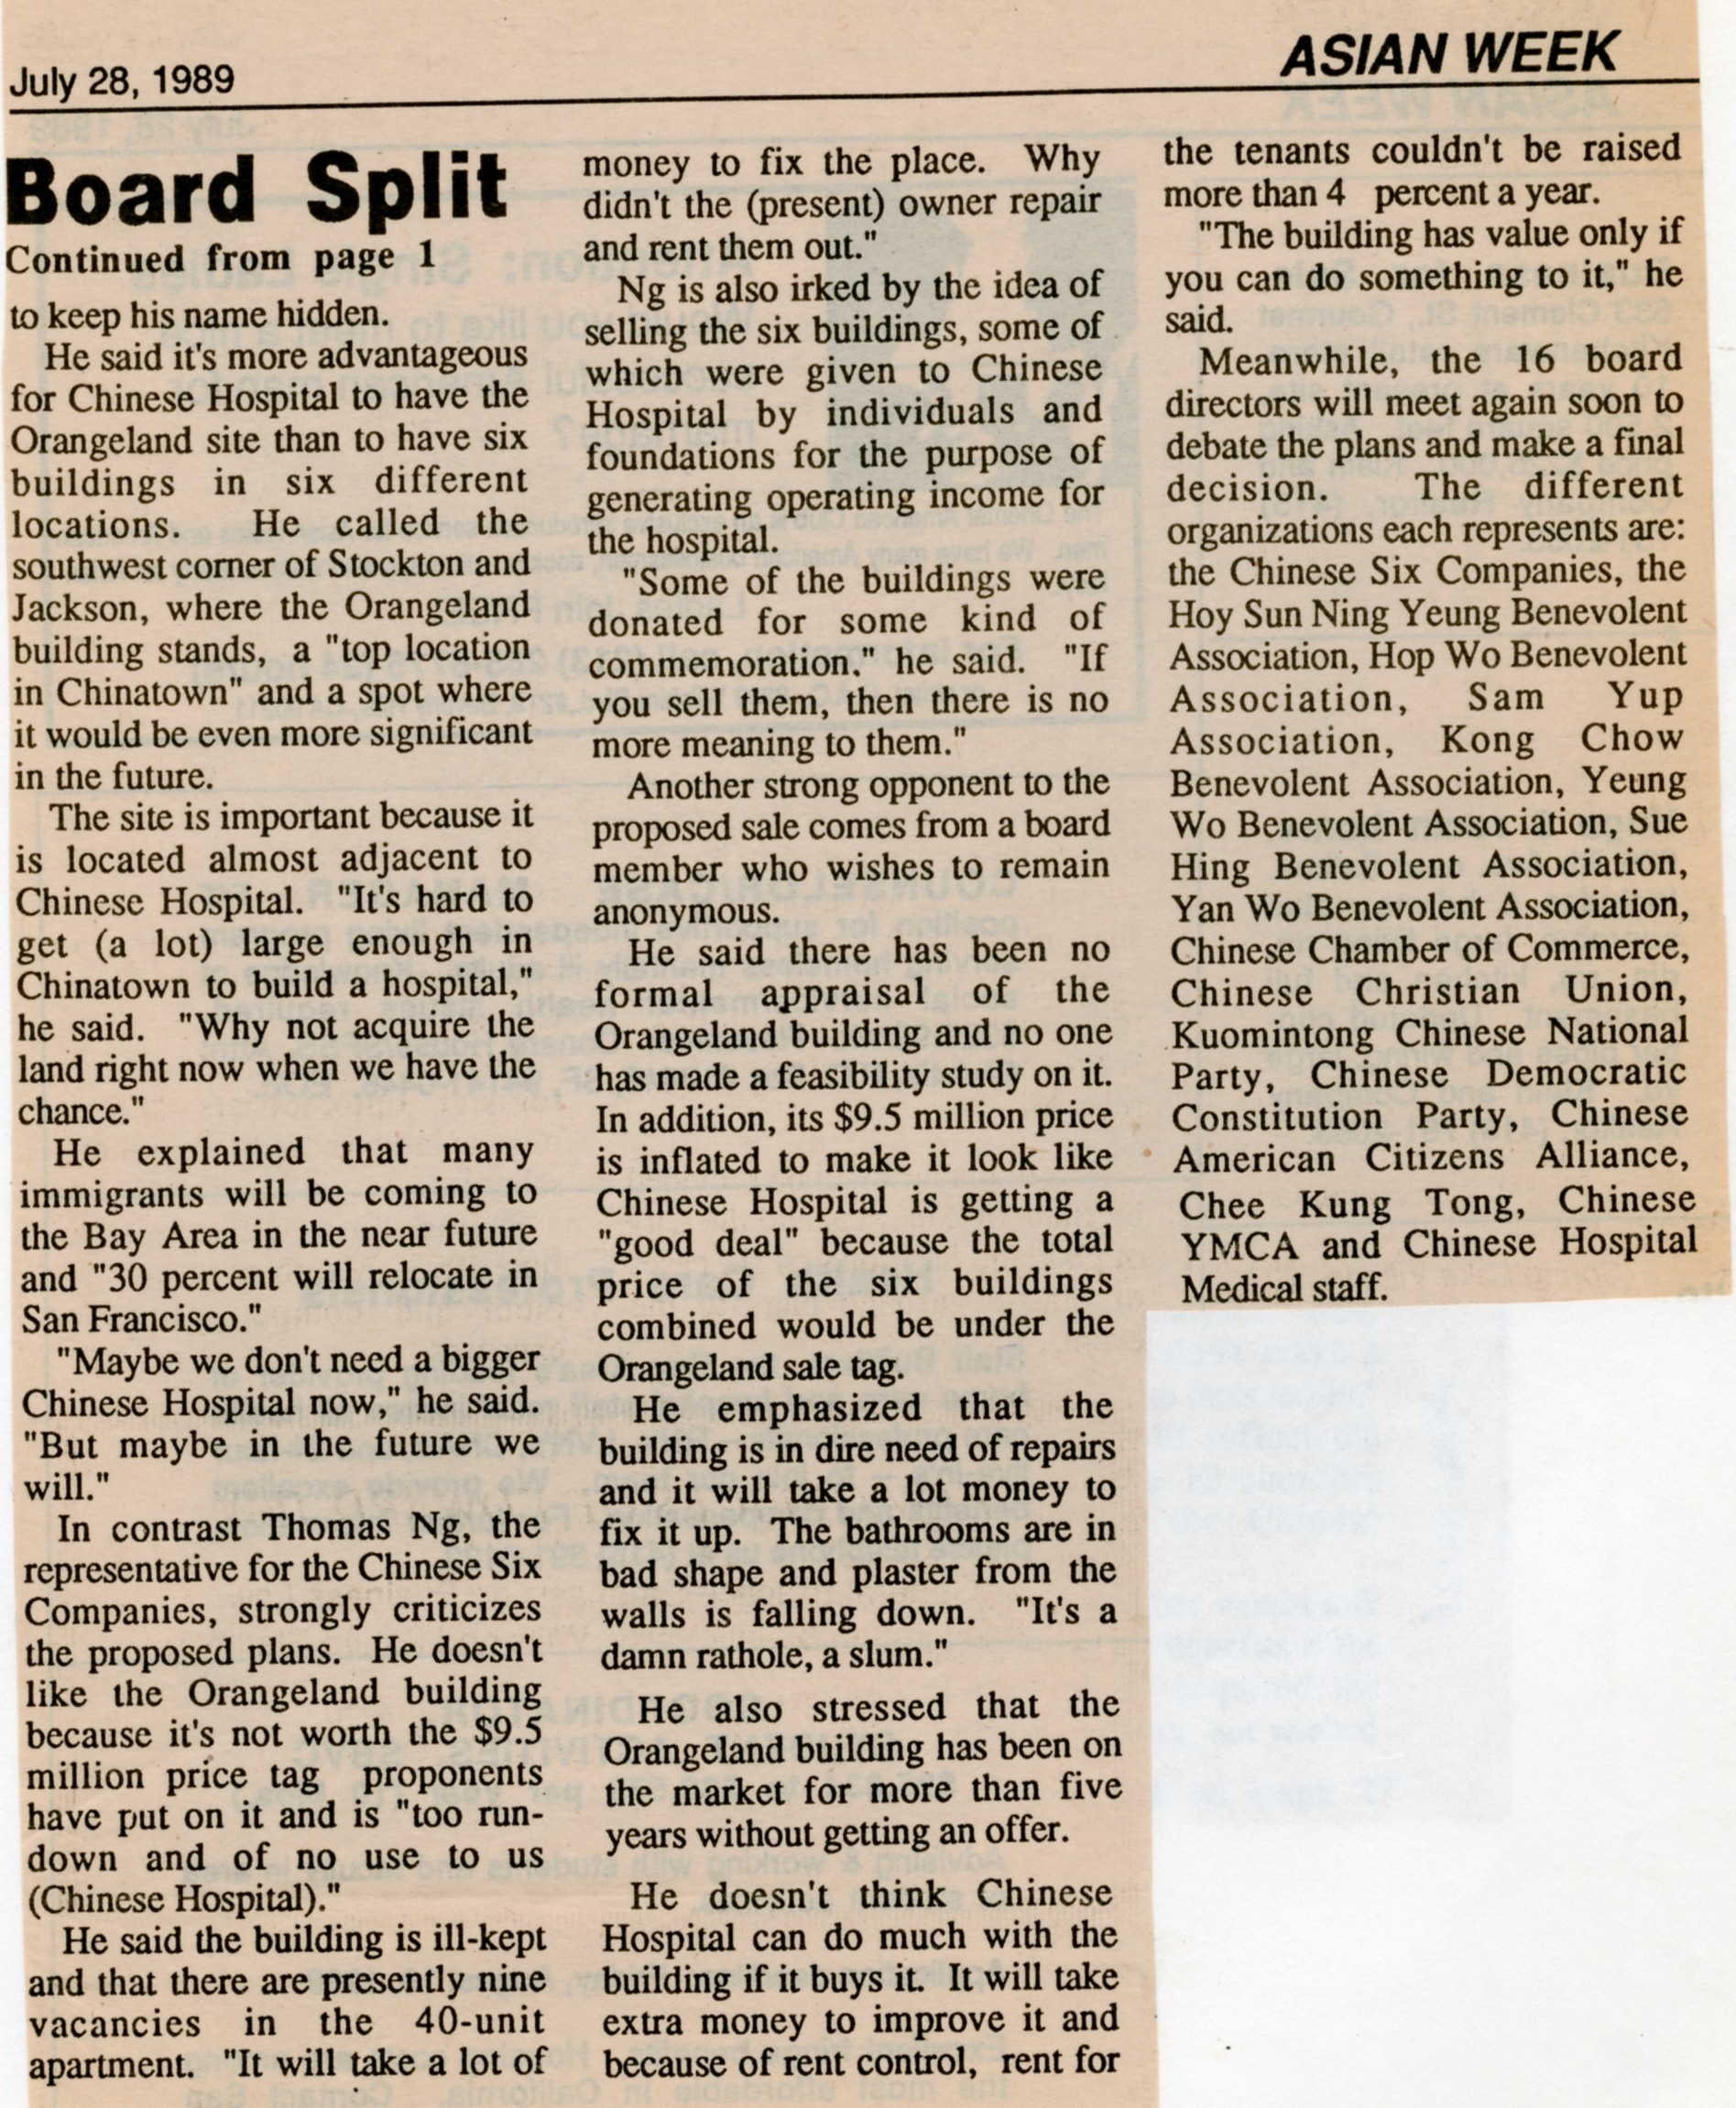 July 28, 1989
ASIAN WEEK
Board Split
Continued from page 1
to keep his name hidden.
He said it's more advantageous
for Chinese Hospital to have the
Orangeland site than to have six
buildings in six different
locations. He called the
southwest corner of Stockton and
Jackson, where the Orangeland
building stands, a "top location
in Chinatown" and a spot where
it would be even more significant
in the future.
The site is important because it
is located almost adjacent to
Chinese Hospital. "It's hard to
get (a lot) large enough in
Chinatown to build a hospital,"
he said. "Why not acquire the
land right now when we have the
chance."
He explained that many
immigrants will be coming to
the Bay Area in the near future
and "30 percent will relocate in
San Francisco."
"Maybe we don't need a bigger
Chinese Hospital now," he said.
"But maybe in the future we
will."
In contrast Thomas Ng, the
representative for the Chinese Six
Companies, strongly criticizes
the proposed plans. He doesn't
like the Orangeland building
because it's not worth the $9.5
million price tag proponents
have put on it and is "too run-
down and of no use to us
(Chinese Hospital)."
He said the building is ill-kept
and that there are presently nine
vacancies in the 40-unit
apartment. "It will take a lot of
money to fix the place. Why
didn't the (present) owner repair
and rent them out."
Ng is also irked by the idea of
selling the six buildings, some of
which were given to Chinese
Hospital by individuals and
foundations for the purpose of
generating operating income for
the hospital.
"Some of the buildings were
donated for some kind of
commemoration." he said. "If
you sell them, then there is no
more meaning to them."
Another strong opponent to the
proposed sale comes from a board
member who wishes to remain
anonymous.
He said there has been no
formal appraisal of the
Orangeland building and no one
has made a feasibility study on it.
In addition, its $9.5 million price
is inflated to make it look like
Chinese Hospital is getting a
"good deal" because the total
price of the six buildings
combined would be under the
Orangeland sale tag.
He emphasized that the
building is in dire need of repairs
and it will take a lot money to
fix it up. The bathrooms are in
bad shape and plaster from the
walls is falling down. "It's a
damn rathole, a slum."
He also stressed that the
Orangeland building has been on
the market for more than five
years without getting an offer.
He doesn't think Chinese
Hospital can do much with the
building if it buys it. It will take
extra money to improve it and
because of rent control, rent for
the tenants couldn't be raised
more than 4 percent a year.
"The building has value only if
you can do something to it," he
said.
Meanwhile, the 16 board
directors will meet again soon to
debate the plans and make a final
decision. The different
organizations each represents are:
the Chinese Six Companies, the
Hoy Sun Ning Yeung Benevolent
Association, Hop Wo Benevolent
Association, Sam Yup
Association, Kong Chow
Benevolent Association, Yeung
Wo Benevolent Association, Sue
Hing Benevolent Association,
Yan Wo Benevolent Association,
Chinese Chamber of Commerce,
Chinese Christian Union,
Kuomintong Chinese National
Party, Chinese Democratic
Constitution Party, Chinese
American Citizens Alliance,
Chee Kung Tong, Chinese
YMCA and Chinese Hospital
Medical staff.